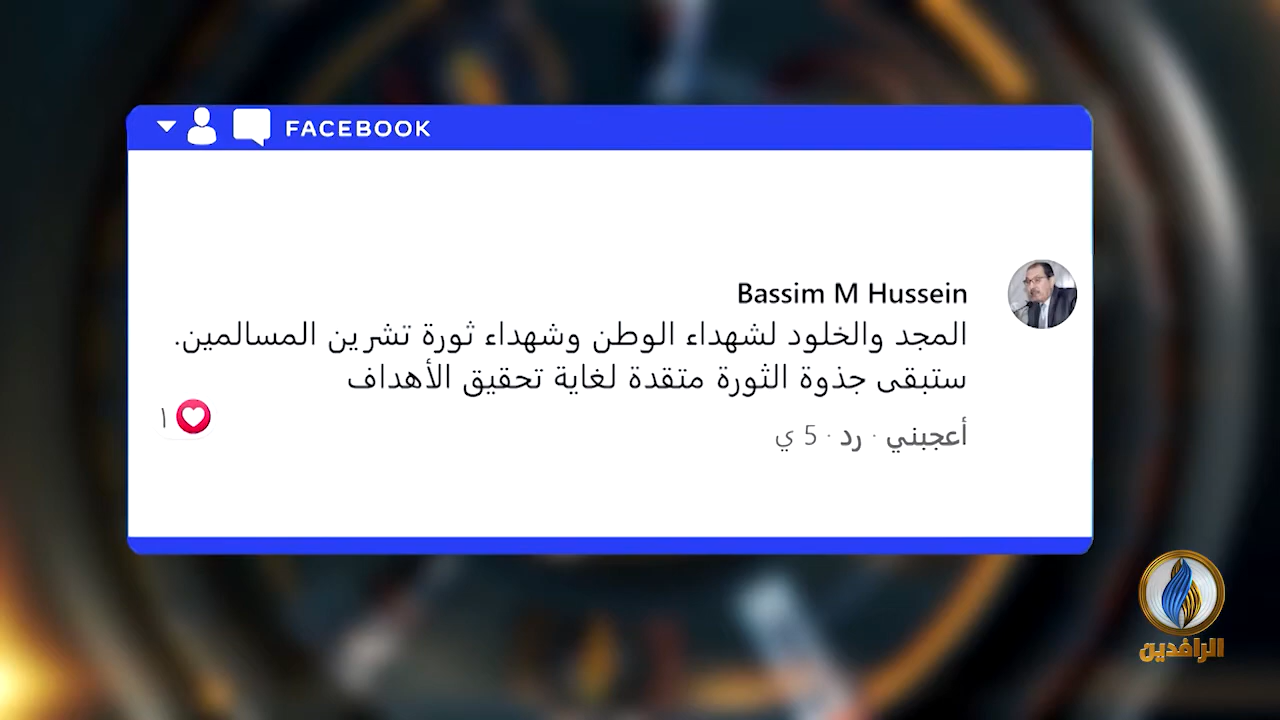 FACEBOOK
Bassim M Hussein
المجد والخلود لشهداء الوطن وشهداء ثورة تشرين المسالمين.
ستبقى جذوة الثورة متقدة لغاية تحقيق الأهداف
١
أعجبني · رد · 5 ي
الرافدين